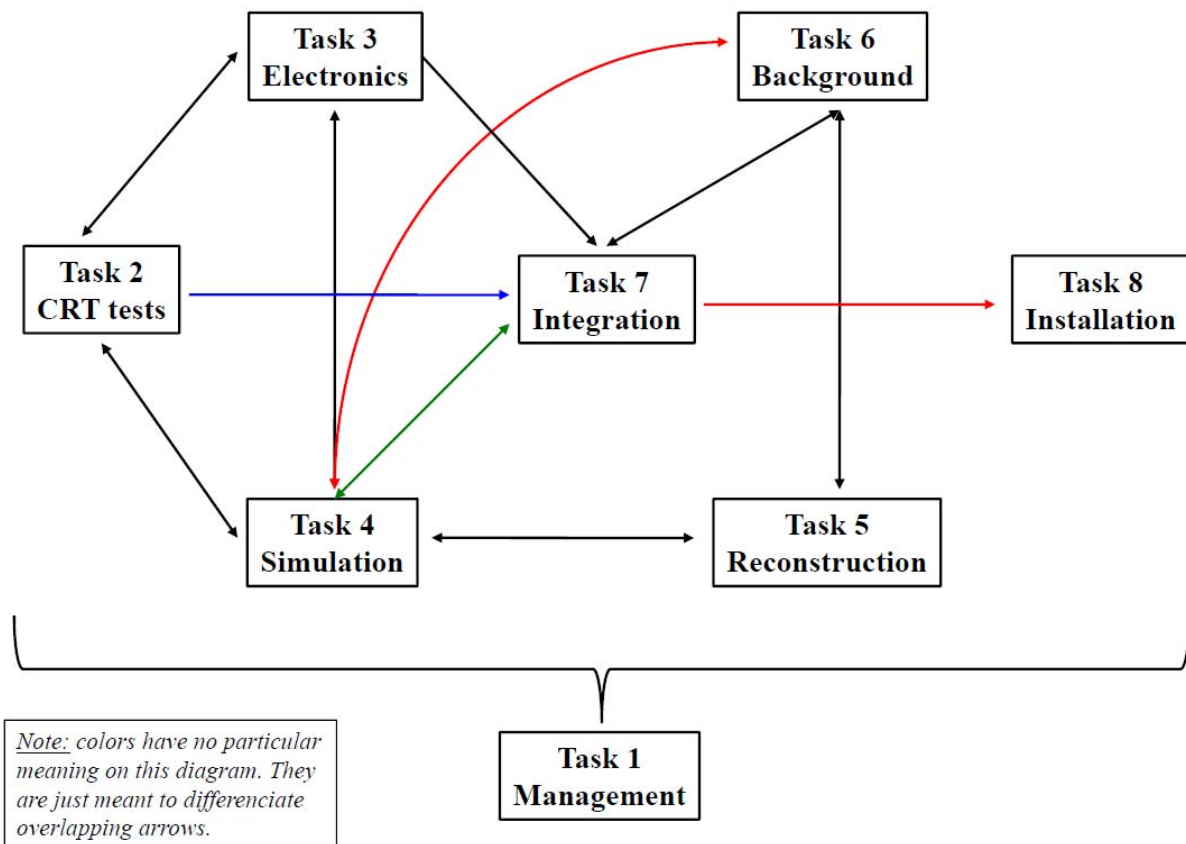 Task 3
Electronics
Task 6
Background
Task 2
CRT tests
Task 7
Integration
Task 8
Installation
Task 4
Simulation
Task 5
Reconstruction
Task 1
Management
Note: colors have no particular
meaning on this diagram. They
are just meant to differenciate
overlapping arrows.